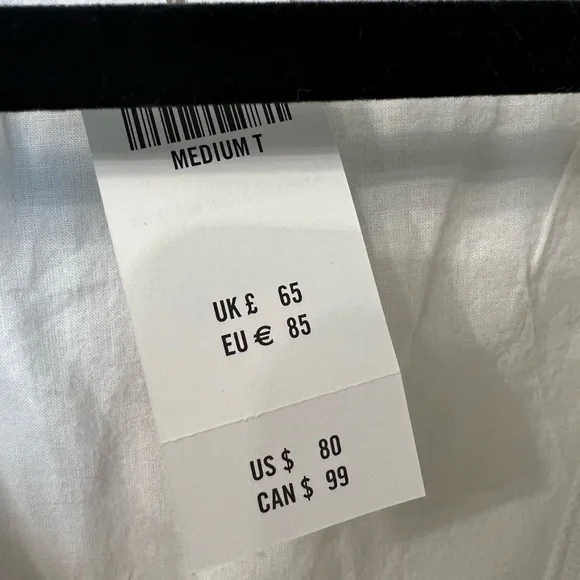 MEDIUM T
UK £ 65
EU € 85
US $ 80
CAN $ 99